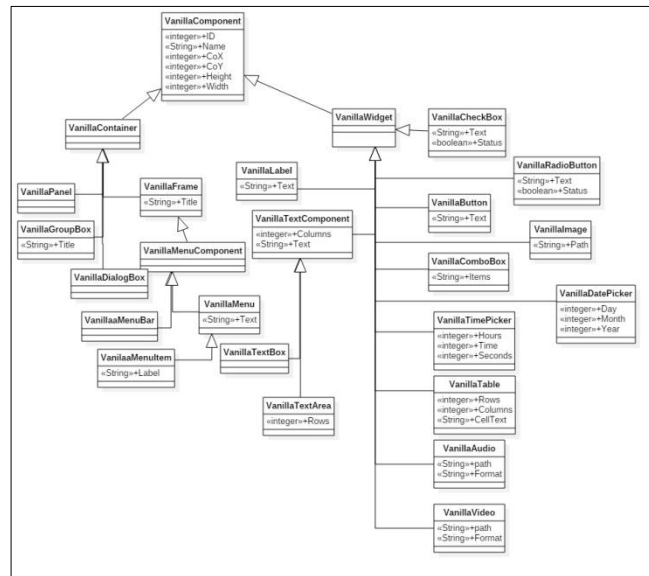 VanillaComponent
«integer»+ID
«String»+Name
«integer»+CoX
«integer»+CoY
«integer»+Height
«integer»+Width
VanillaContainer
VanillaWidget
VanillaCheckBox
«String»+Text
«boolean»+Status
VanillaPanel
VanillaFrame
«String»+Title
VanillaLabel
«String»+Text
VanillaRadioButton
«String»+Text
«boolean»+Status
VanillaGroupBox
«String»+Title
VanillaMenuComponent
VanillaTextComponent
«integer»+Columns
«String»+Text
VanillaButton
«String»+Text
VanillaImage
«String»+Path
VanillaDialogBox
VanillaComboBox
«String»+Items
VanillaDatePicker
«integer»+Day
«integer»+Month
«integer»+Year
VanillaaMenuBar
VanillaMenu
«String»+Text
VanillaTimePicker
«integer»+Hours
«integer»+Time
«integer»+Seconds
VanilaaMenuItem
«String»+Label
VanillaTextBox
VanillaTable
«integer»+Rows
«integer»+Columns
«String»+CellText
VanillaTextArea
«integer»+Rows
VanillaAudio
«String»+path
«String»+Format
VanillaVideo
«String»+path
«String»+Format